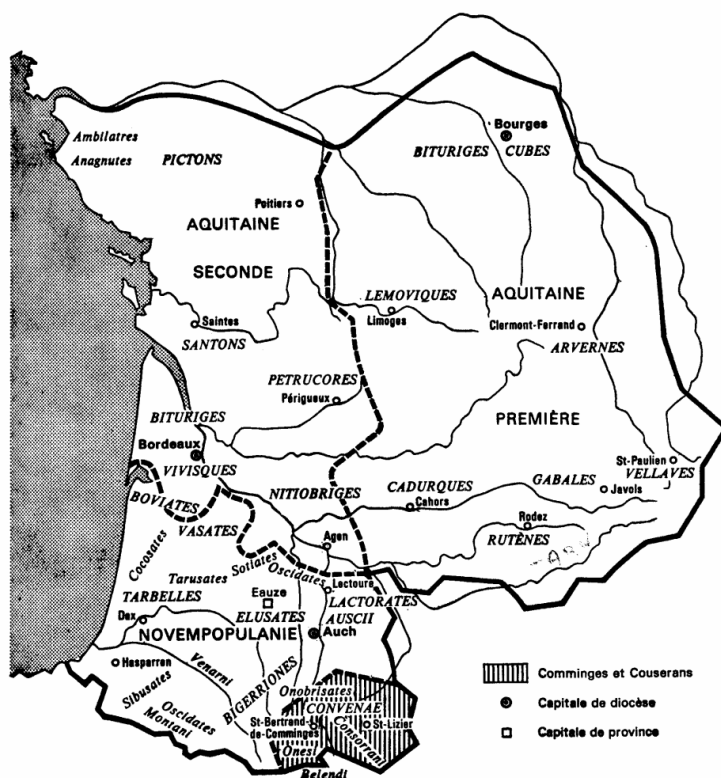 Bourges
Ambilatres
Anagnutes
PICTONS
BITURIGES CUBES
Poitiers
AQUITAINE
SECONDE
LEMOVIQUES
Limoges
AQUITAINE
Saintes
SANTONS
Clermont-Ferrand
ARVERNES
PETRUCORES
Périgueux
BITURIGES
PREMIÈRE
Bordeaux
VIVISQUES
St-Paulien
VELLAVES
BOVIATES
NITIOBRIGES
CADURQUES
Cahors
GABALES
Javols
VASATES
Rodez
RUTÈNES
Agen
Cocosates
Sotiates
Oscidates
Tarusates
Lectoure
TARBELLES
Eauze
ELUSATES
LACTORATES
AUSCII
Dax
NOVEMPOPULANIE
Auch
Hasparren
Venarni
BIGERRIONES
Sibusates
Oscidates
Montani
Onobrisates
CONVENAE
St-Bertrand-
de-Comminges
St-Lizier
Consorrani
Onesi
Belendi
Comminges et Couserans
Capitale de diocèse
Capitale de province